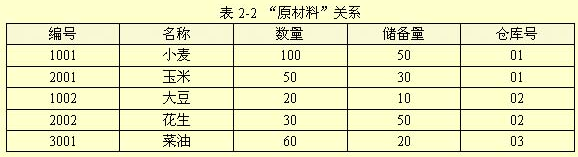 表 2-2 “原材料”关系
编号 名称 数量 储备量 仓库号
1001 小麦 100 50 01
2001 玉米 50 30 01
1002 大豆 20 10 02
2002 花生 30 50 02
3001 菜油 60 20 03